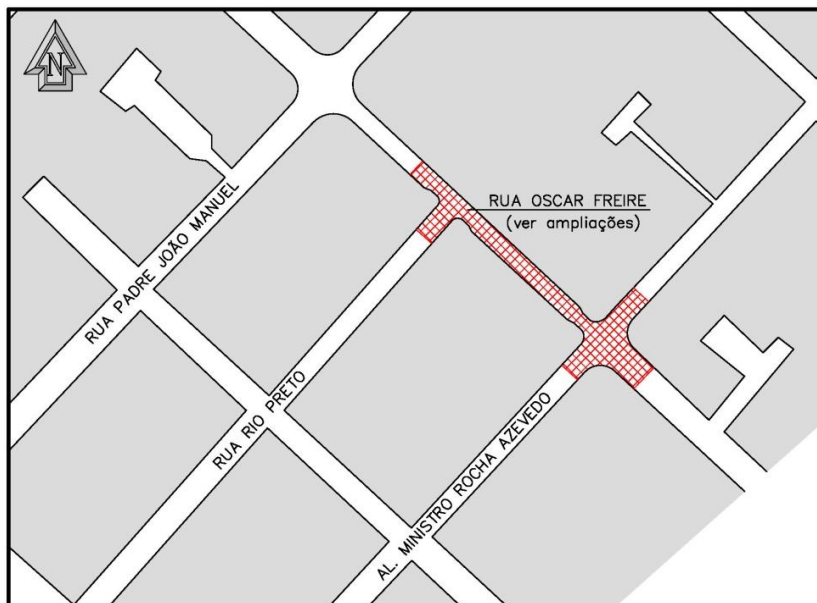 N
RUA OSCAR FREIRE
(ver ampliações)
RUA PADRE JOÃO MANUEL
RUA RIO PRETO
AL. MINISTRO ROCHA AZEVEDO